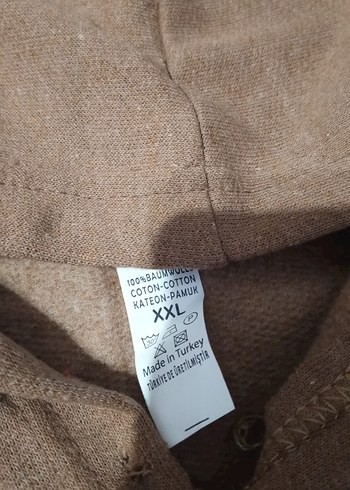 100%BAUMWOLLE
COTON-COTTON
KATEON-PAMUK
XXL
Made in Turkey
TÜRKİYE DE ÜRETİLMİŞTİR